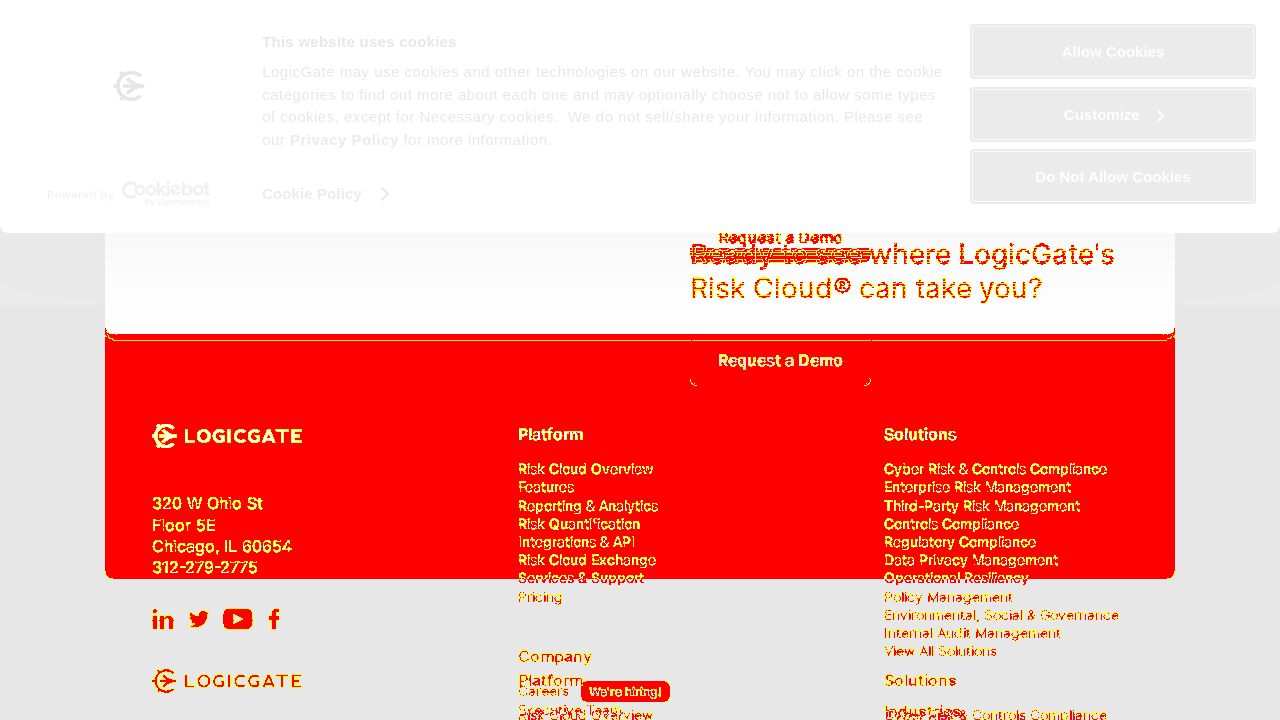 This website uses cookies
LogicGate may use cookies and other technologies on our website. You may click on the cookie
categories to find out more about each one and may optionally choose not to allow some types
of cookies, except for Necessary cookies.  We do not sell/share your information. Please see
our Privacy Policy for more information.
Cookie Policy
Powered by Cookiebot
by Usercentrics
Allow Cookies
Customize
Do Not Allow Cookies
Request a Demo
Ready to see where LogicGate's
Risk Cloud® can take you?
Request a Demo
LOGICGATE
320 W Ohio St
Floor 5E
Chicago, IL 60654
312-279-2775
LOGICGATE
Platform
Risk Cloud Overview
Features
Reporting & Analytics
Risk Quantification
Integrations & API
Risk Cloud Exchange
Services & Support
Pricing
Company
Platform
Careers We're hiring!
Executive Team
Risk Cloud Overview
Solutions
Cyber Risk & Controls Compliance
Enterprise Risk Management
Third-Party Risk Management
Controls Compliance
Regulatory Compliance
Data Privacy Management
Operational Resiliency
Policy Management
Environmental, Social & Governance
Internal Audit Management
View All Solutions
Solutions
Industries
Cyber Risk & Controls Compliance